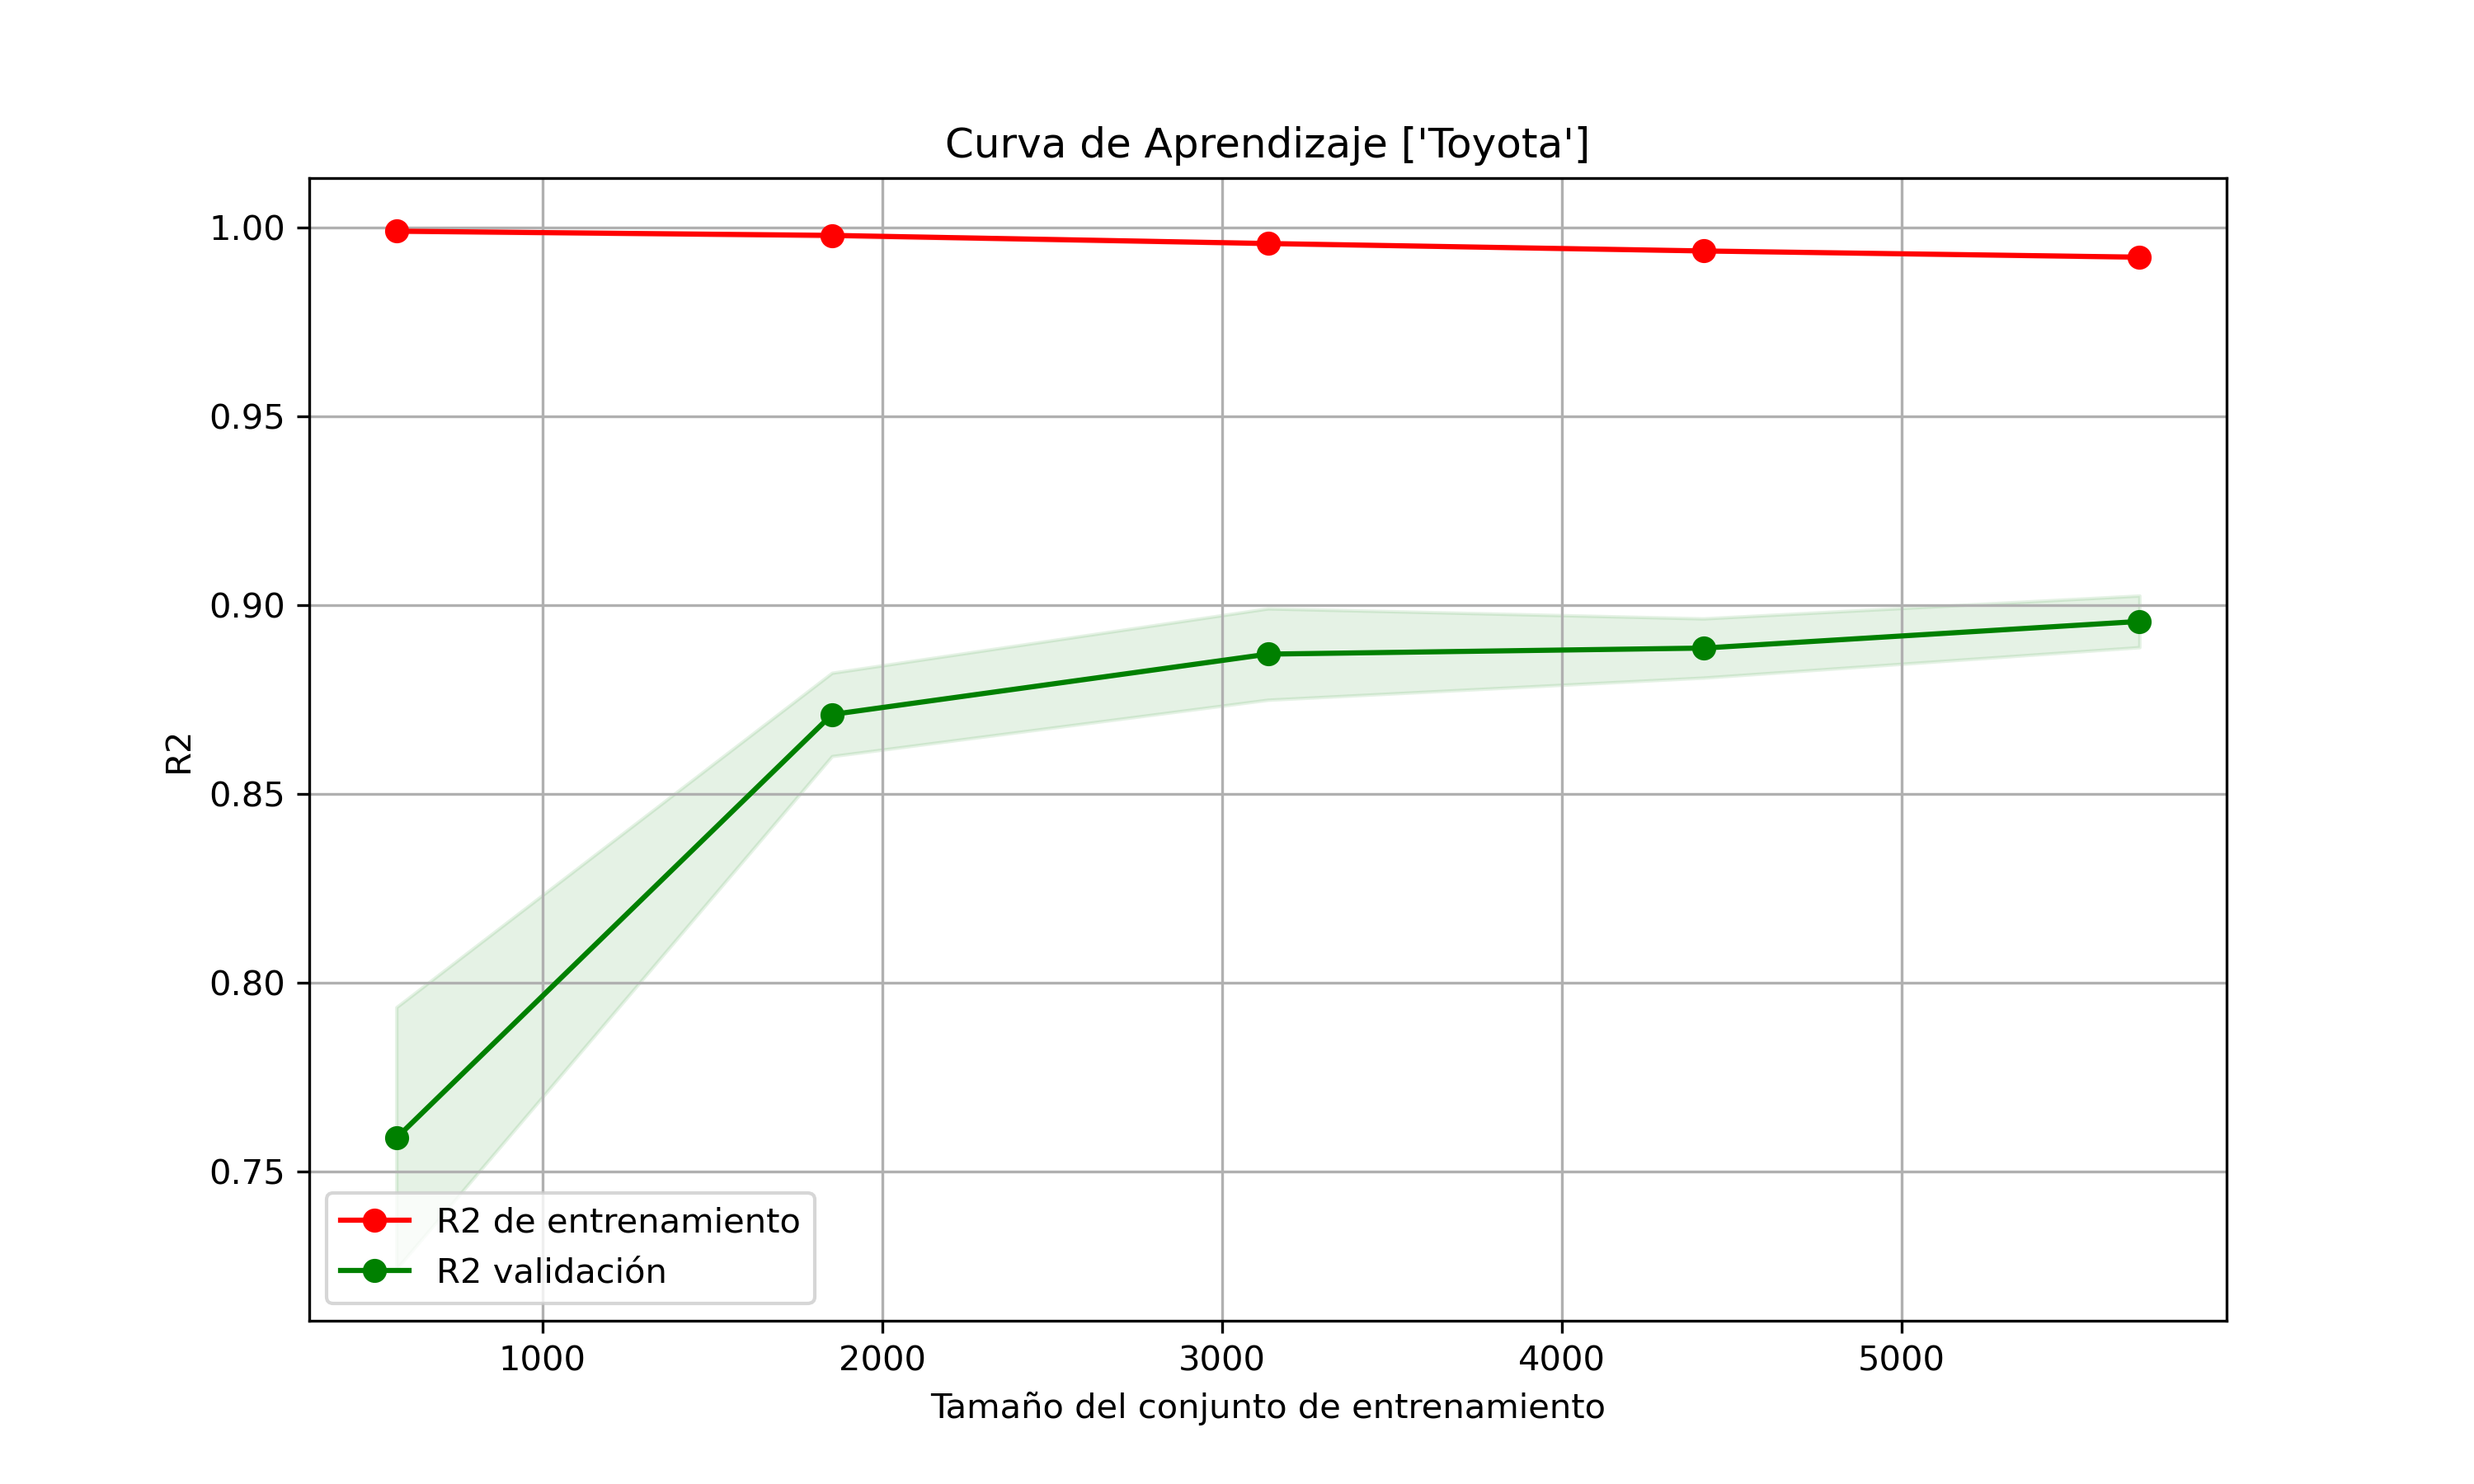 Curva de Aprendizaje ['Toyota']
1.00
0.95
0.90
0.85
0.80
0.75
R2
R2 de entrenamiento
R2 validación
1000 2000 3000 4000 5000
Tamaño del conjunto de entrenamiento